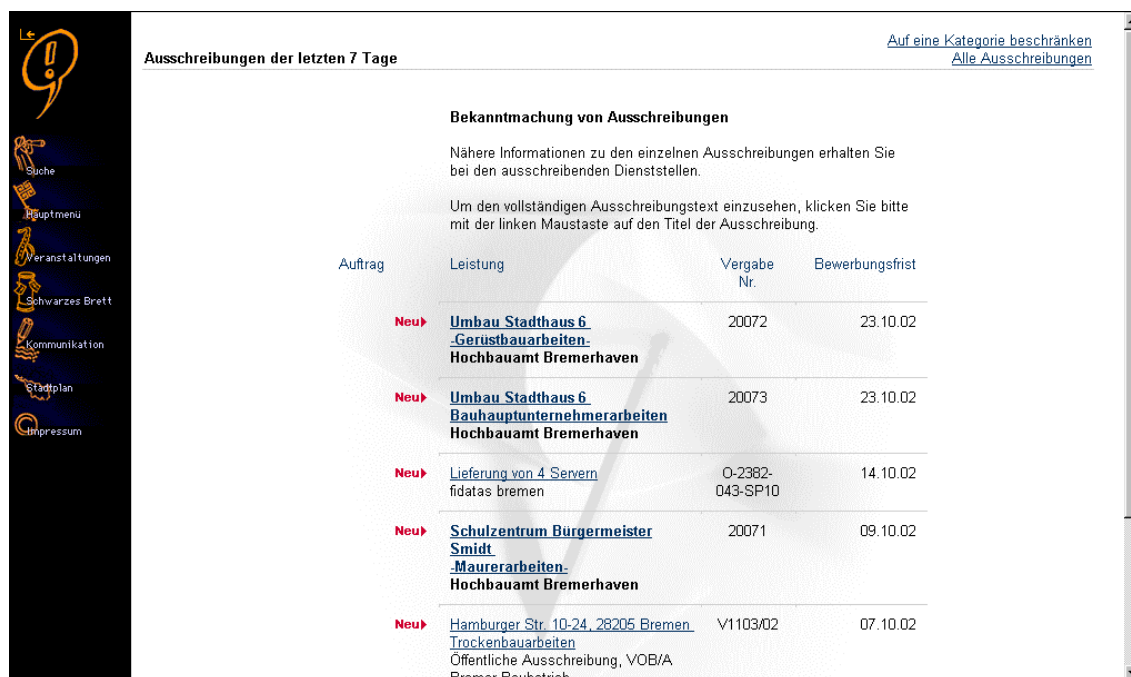 Auf eine Kategorie beschränken
Ausschreibungen der letzten 7 Tage
Alle Ausschreibungen
Bekanntmachung von Ausschreibungen
Nähere Informationen zu den einzelnen Ausschreibungen erhalten Sie
bei den ausschreibenden Dienststellen.
Um den vollständigen Ausschreibungstext einzusehen, klicken Sie bitte
mit der linken Maustaste auf den Titel der Ausschreibung.
Suche
Hauptmenü
Veranstaltungen
Schwarzes Brett
Kommunikation
Stadtplan
Impressum
Auftrag Leistung Vergabe Nr. Bewerbungsfrist
Neu Umbau Stadthaus 6 20072 23.10.02
-Gerüstbauarbeiten-
Hochbauamt Bremerhaven
Neu Umbau Stadthaus 6 20073 23.10.02
Bauhauptunternehmerarbeiten
Hochbauamt Bremerhaven
Neu Lieferung von 4 Servern O-2382- 14.10.02
fidatas bremen 043-SP10
Neu Schulzentrum Bürgermeister 20071 09.10.02
Smidt
-Maurerarbeiten-
Hochbauamt Bremerhaven
Neu Hamburger Str. 10-24, 28205 Bremen V1103/02 07.10.02
Trockenbauarbeiten
Öffentliche Ausschreibung, VOB/A
Bremer Baubetrieb